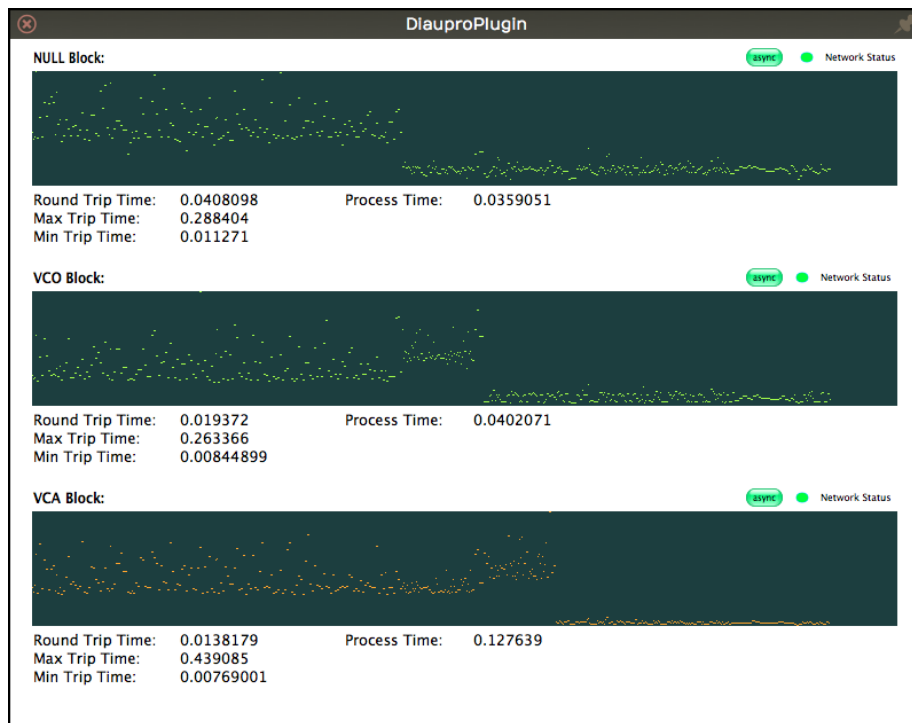 DlauproPlugin
NULL Block: async Network Status
Round Trip Time: 0.0408098 Process Time: 0.0359051
Max Trip Time: 0.288404
Min Trip Time: 0.011271
VCO Block: async Network Status
Round Trip Time: 0.019372 Process Time: 0.0402071
Max Trip Time: 0.263366
Min Trip Time: 0.00844899
VCA Block: async Network Status
Round Trip Time: 0.0138179 Process Time: 0.127639
Max Trip Time: 0.439085
Min Trip Time: 0.00769001